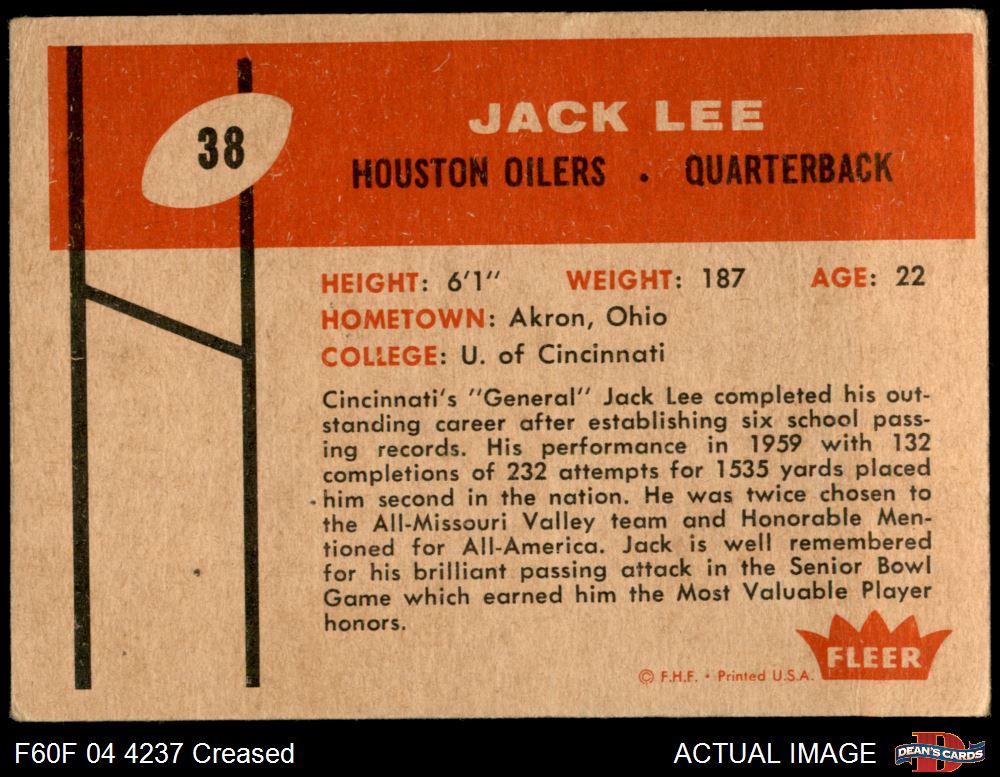 38
JACK LEE
HOUSTON OILERS • QUARTERBACK
HEIGHT: 6'1" WEIGHT: 187 AGE: 22
HOMETOWN: Akron, Ohio
COLLEGE: U. of Cincinnati
Cincinnati's "General" Jack Lee completed his out-
standing career after establishing six school pass-
ing records. His performance in 1959 with 132
completions of 232 attempts for 1535 yards placed
him second in the nation. He was twice chosen to
the All-Missouri Valley team and Honorable Men-
tioned for All-America. Jack is well remembered
for his brilliant passing attack in the Senior Bowl
Game which earned him the Most Valuable Player
honors.
FLEER
© F.H.F. • Printed U.S.A.
F60F 04 4237 Creased
ACTUAL IMAGE
DEAN'S CARDS